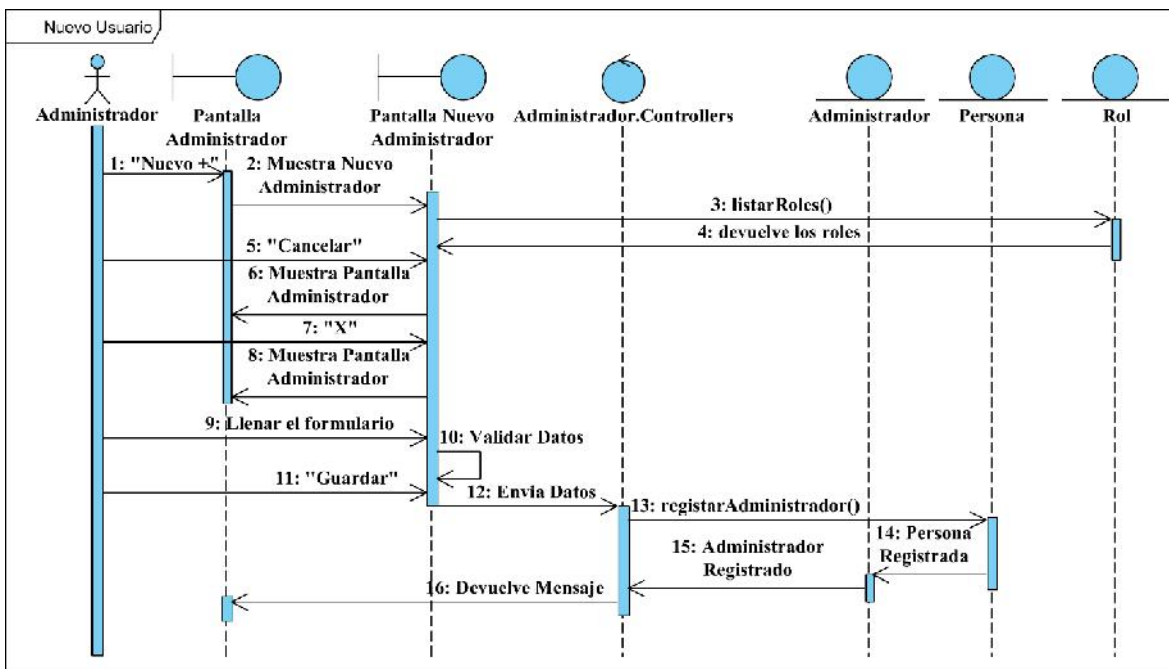 Nuevo Usuario
Administrador
Pantalla
Administrador
Pantalla Nuevo
Administrador
Administrador.Controllers
Administrador
Persona
Rol
1: "Nuevo +"
2: Muestra Nuevo
Administrador
3: listarRoles()
4: devuelve los roles
5: "Cancelar"
6: Muestra Pantalla
Administrador
7: "X"
8: Muestra Pantalla
Administrador
9: Llenar el formulario
10: Validar Datos
11: "Guardar"
12: Envia Datos
13: registarAdministrador()
14: Persona
Registrada
15: Administrador
Registrado
16: Devuelve Mensaje